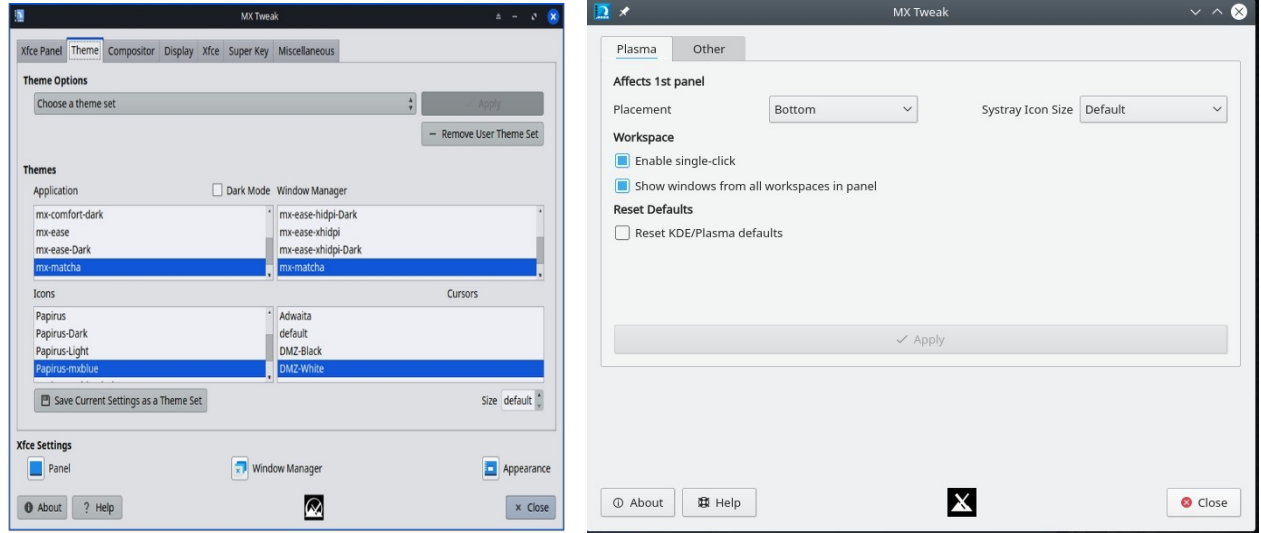 MX Tweak
Xfce Panel Theme Compositor Display Xfce Super Key Miscellaneous
Theme Options
Choose a theme set Apply
Remove User Theme Set
Themes
Application Dark Mode Window Manager
mx-comfort-dark mx-ease-hidpi-Dark
mx-ease mx-ease-xhidpi
mx-ease-Dark mx-ease-xhidpi-Dark
mx-matcha mx-matcha
Icons Cursors
Papirus Adwaita
Papirus-Dark default
Papirus-Light DMZ-Black
Papirus-mxblue DMZ-White
Save Current Settings as a Theme Set Size default
Xfce Settings
Panel Window Manager Appearance
About ? Help Close
MX Tweak
Plasma Other
Affects 1st panel
Placement Bottom Systray Icon Size Default
Workspace
Enable single-click
Show windows from all workspaces in panel
Reset Defaults
Reset KDE/Plasma defaults
Apply
About Help Close